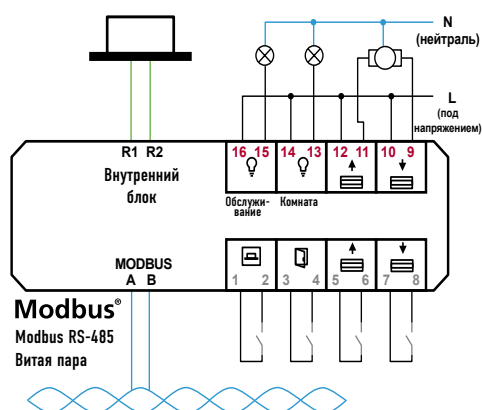 N
(нейтраль)
L
(под
напряжением)
R1 R2
Внутренний
блок
16 15 14 13 12 11 10 9
Обслужи-
вание
Комната
MODBUS
A B
1 2 3 4 5 6 7 8
Modbus®
Modbus RS-485
Витая пара